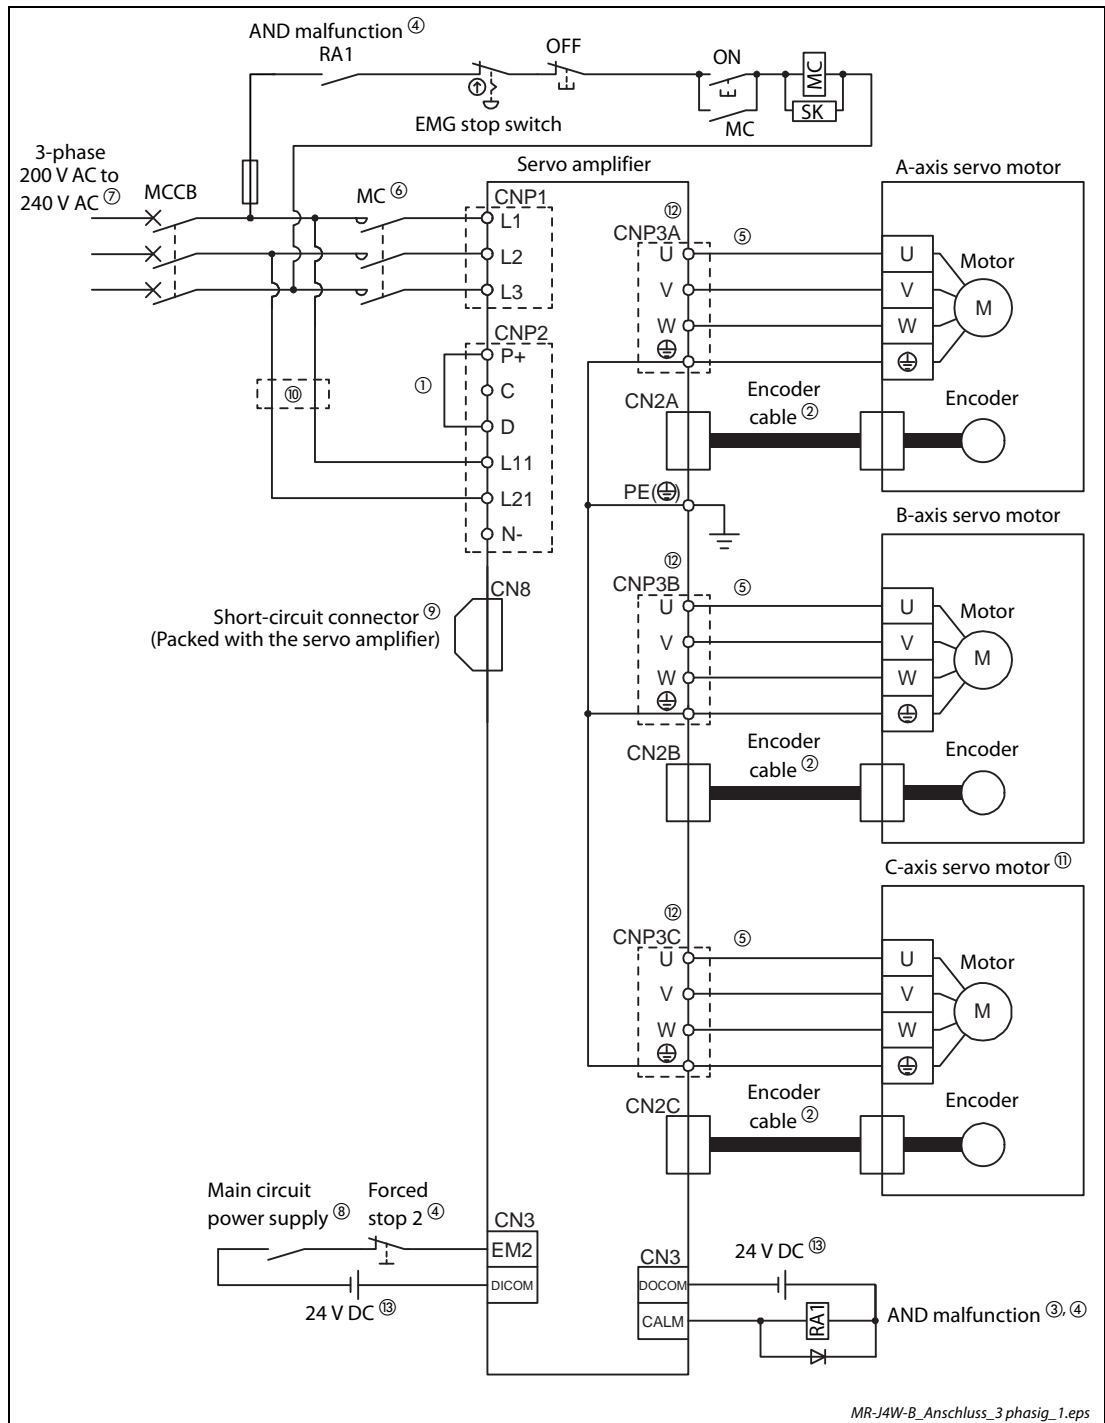 AND malfunction ④
RA1
OFF
ON
MC
SK
EMG stop switch
MC
3-phase
200 V AC to
240 V AC ⑦
MCCB
MC ⑥
Servo amplifier
A-axis servo motor
CNP1
L1
L2
L3
⑫
CNP3A
U
V
W
⑤
U
V
W
Motor
M
CNP2
P+
C
D
L11
L21
N-
①
⑩
CN2A
Encoder
cable ②
Encoder
PE( )
B-axis servo motor
⑫
CNP3B
U
V
W
⑤
U
V
W
Motor
M
CN8
Short-circuit connector ⑨
(Packed with the servo amplifier)
CN2B
Encoder
cable ②
Encoder
C-axis servo motor ⑪
⑫
CNP3C
U
V
W
⑤
U
V
W
Motor
M
CN2C
Encoder
cable ②
Encoder
Main circuit
power supply ⑧
Forced
stop 2 ④
CN3
EM2
DICOM
24 V DC ⑬
CN3
DOCOM
CALM
24 V DC ⑬
RA1
AND malfunction ③, ④
MR-J4W-B_Anschluss_3 phasig_1.eps